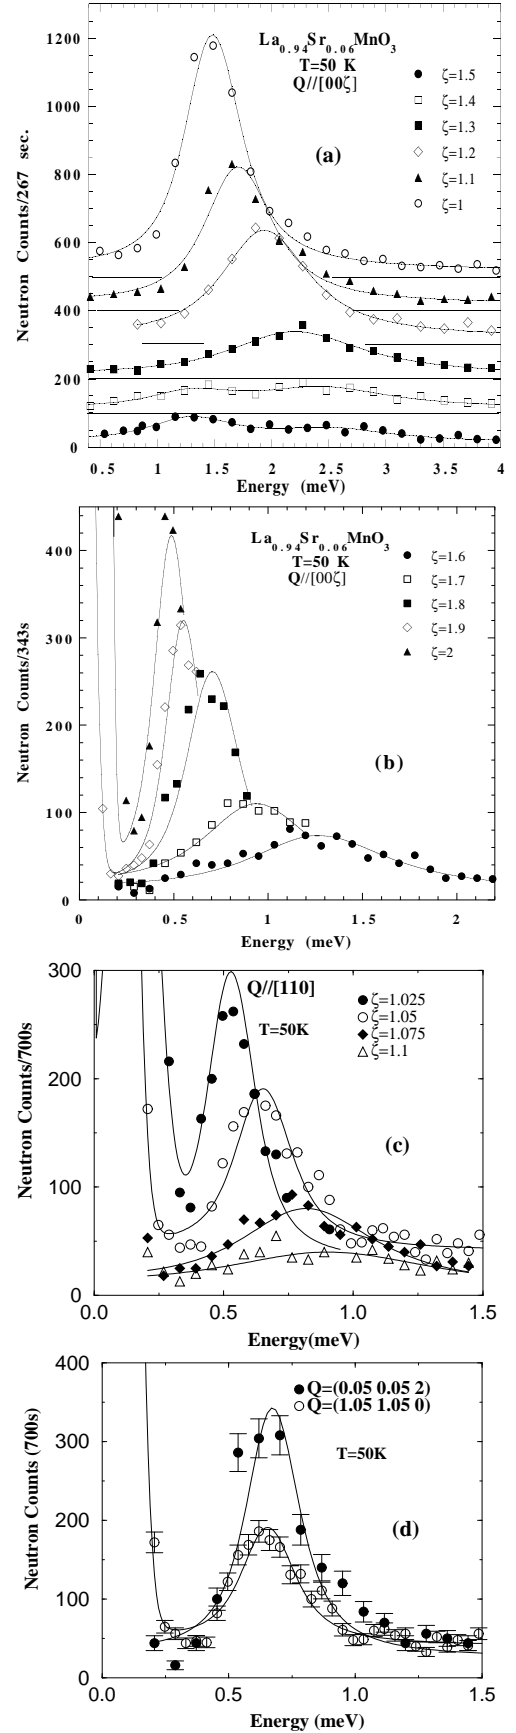 La0.94Sr0.06MnO3
T=50 K
Q//[00ζ]
(a)
ζ=1.5
ζ=1.4
ζ=1.3
ζ=1.2
ζ=1.1
ζ=1
Neutron Counts/267 sec.
1200
1000
800
600
400
200
0
0.5 1 1.5 2 2.5 3 3.5 4
Energy (meV)
La0.94Sr0.06MnO3
T=50 K
Q//[00ζ]
(b)
ζ=1.6
ζ=1.7
ζ=1.8
ζ=1.9
ζ=2
Neutron Counts/343s
400
300
200
100
0
0 0.5 1 1.5 2
Energy (meV)
Q//[110]
T=50K
(c)
ζ=1.025
ζ=1.05
ζ=1.075
ζ=1.1
Neutron Counts/700s
300
200
100
0
0.0 0.5 1.0 1.5
Energy(meV)
Q=(0.05 0.05 2)
Q=(1.05 1.05 0)
T=50K
(d)
Neutron Counts (700s)
400
300
200
100
0
0.0 0.5 1.0 1.5
Energy (meV)